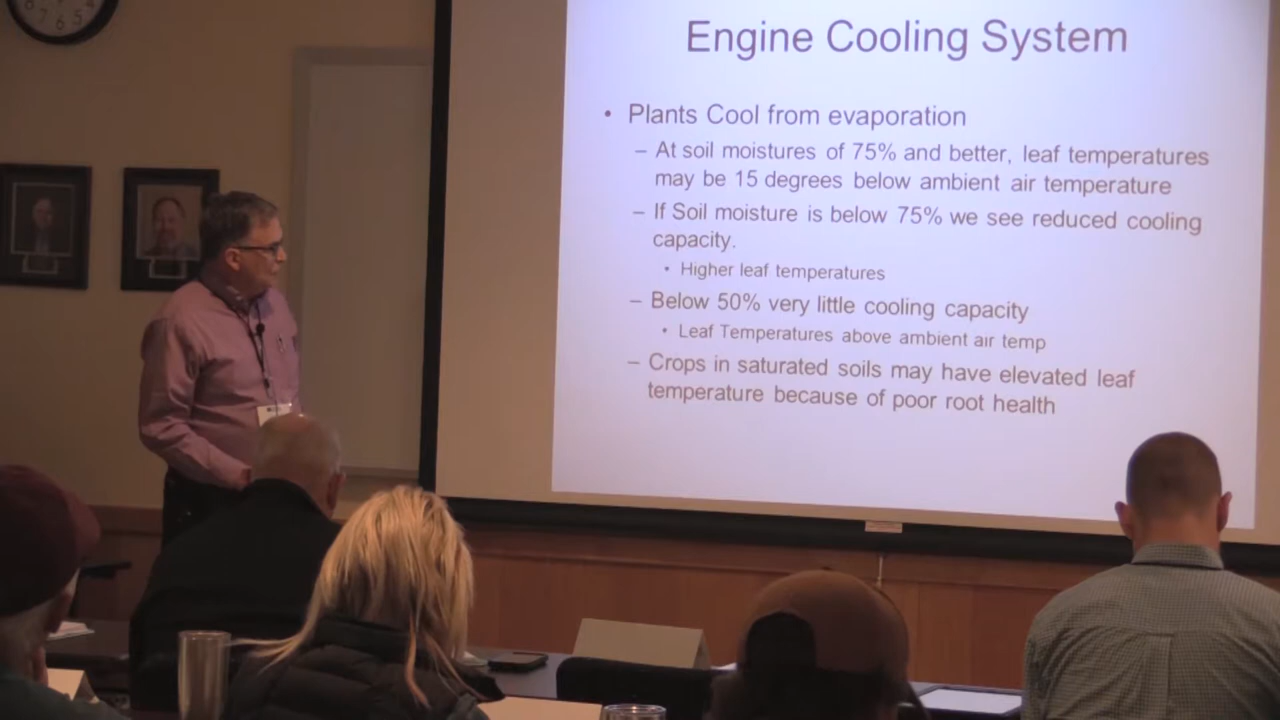 Engine Cooling System
• Plants Cool from evaporation
– At soil moistures of 75% and better, leaf temperatures
may be 15 degrees below ambient air temperature
– If Soil moisture is below 75% we see reduced cooling
capacity.
• Higher leaf temperatures
– Below 50% very little cooling capacity
• Leaf Temperatures above ambient air temp
– Crops in saturated soils may have elevated leaf
temperature because of poor root health